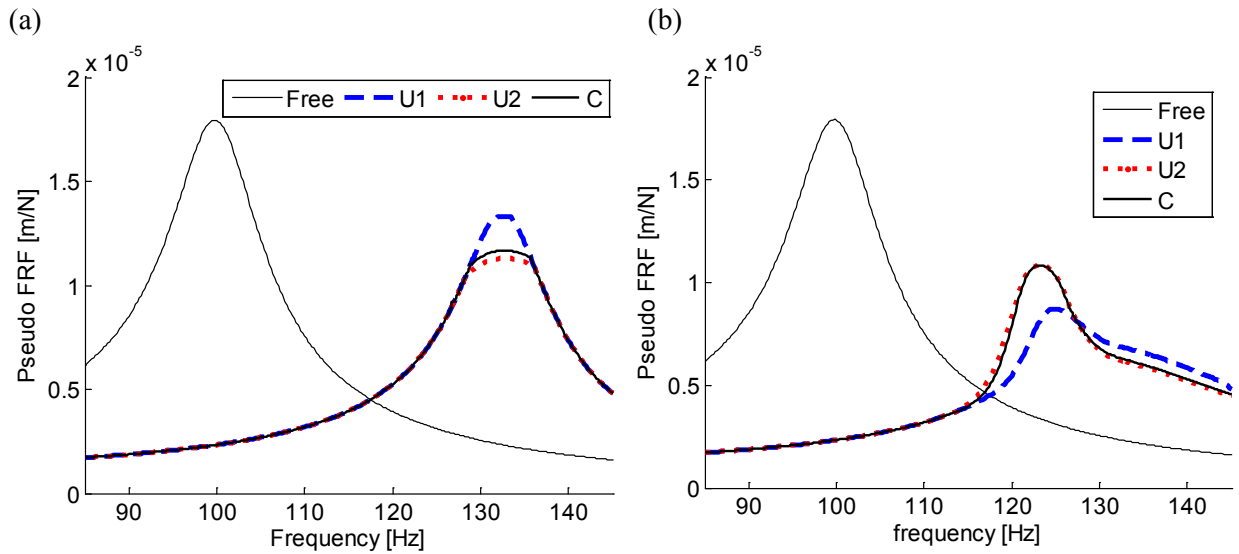 (a)
x 10⁻⁵
2
1.5
1
0.5
0
Pseudo FRF [m/N]
Free U1 U2 C
90 100 110 120 130 140
Frequency [Hz]
(b)
x 10⁻⁵
2
1.5
1
0.5
0
Pseudo FRF [m/N]
Free
U1
U2
C
90 100 110 120 130 140
frequency [Hz]